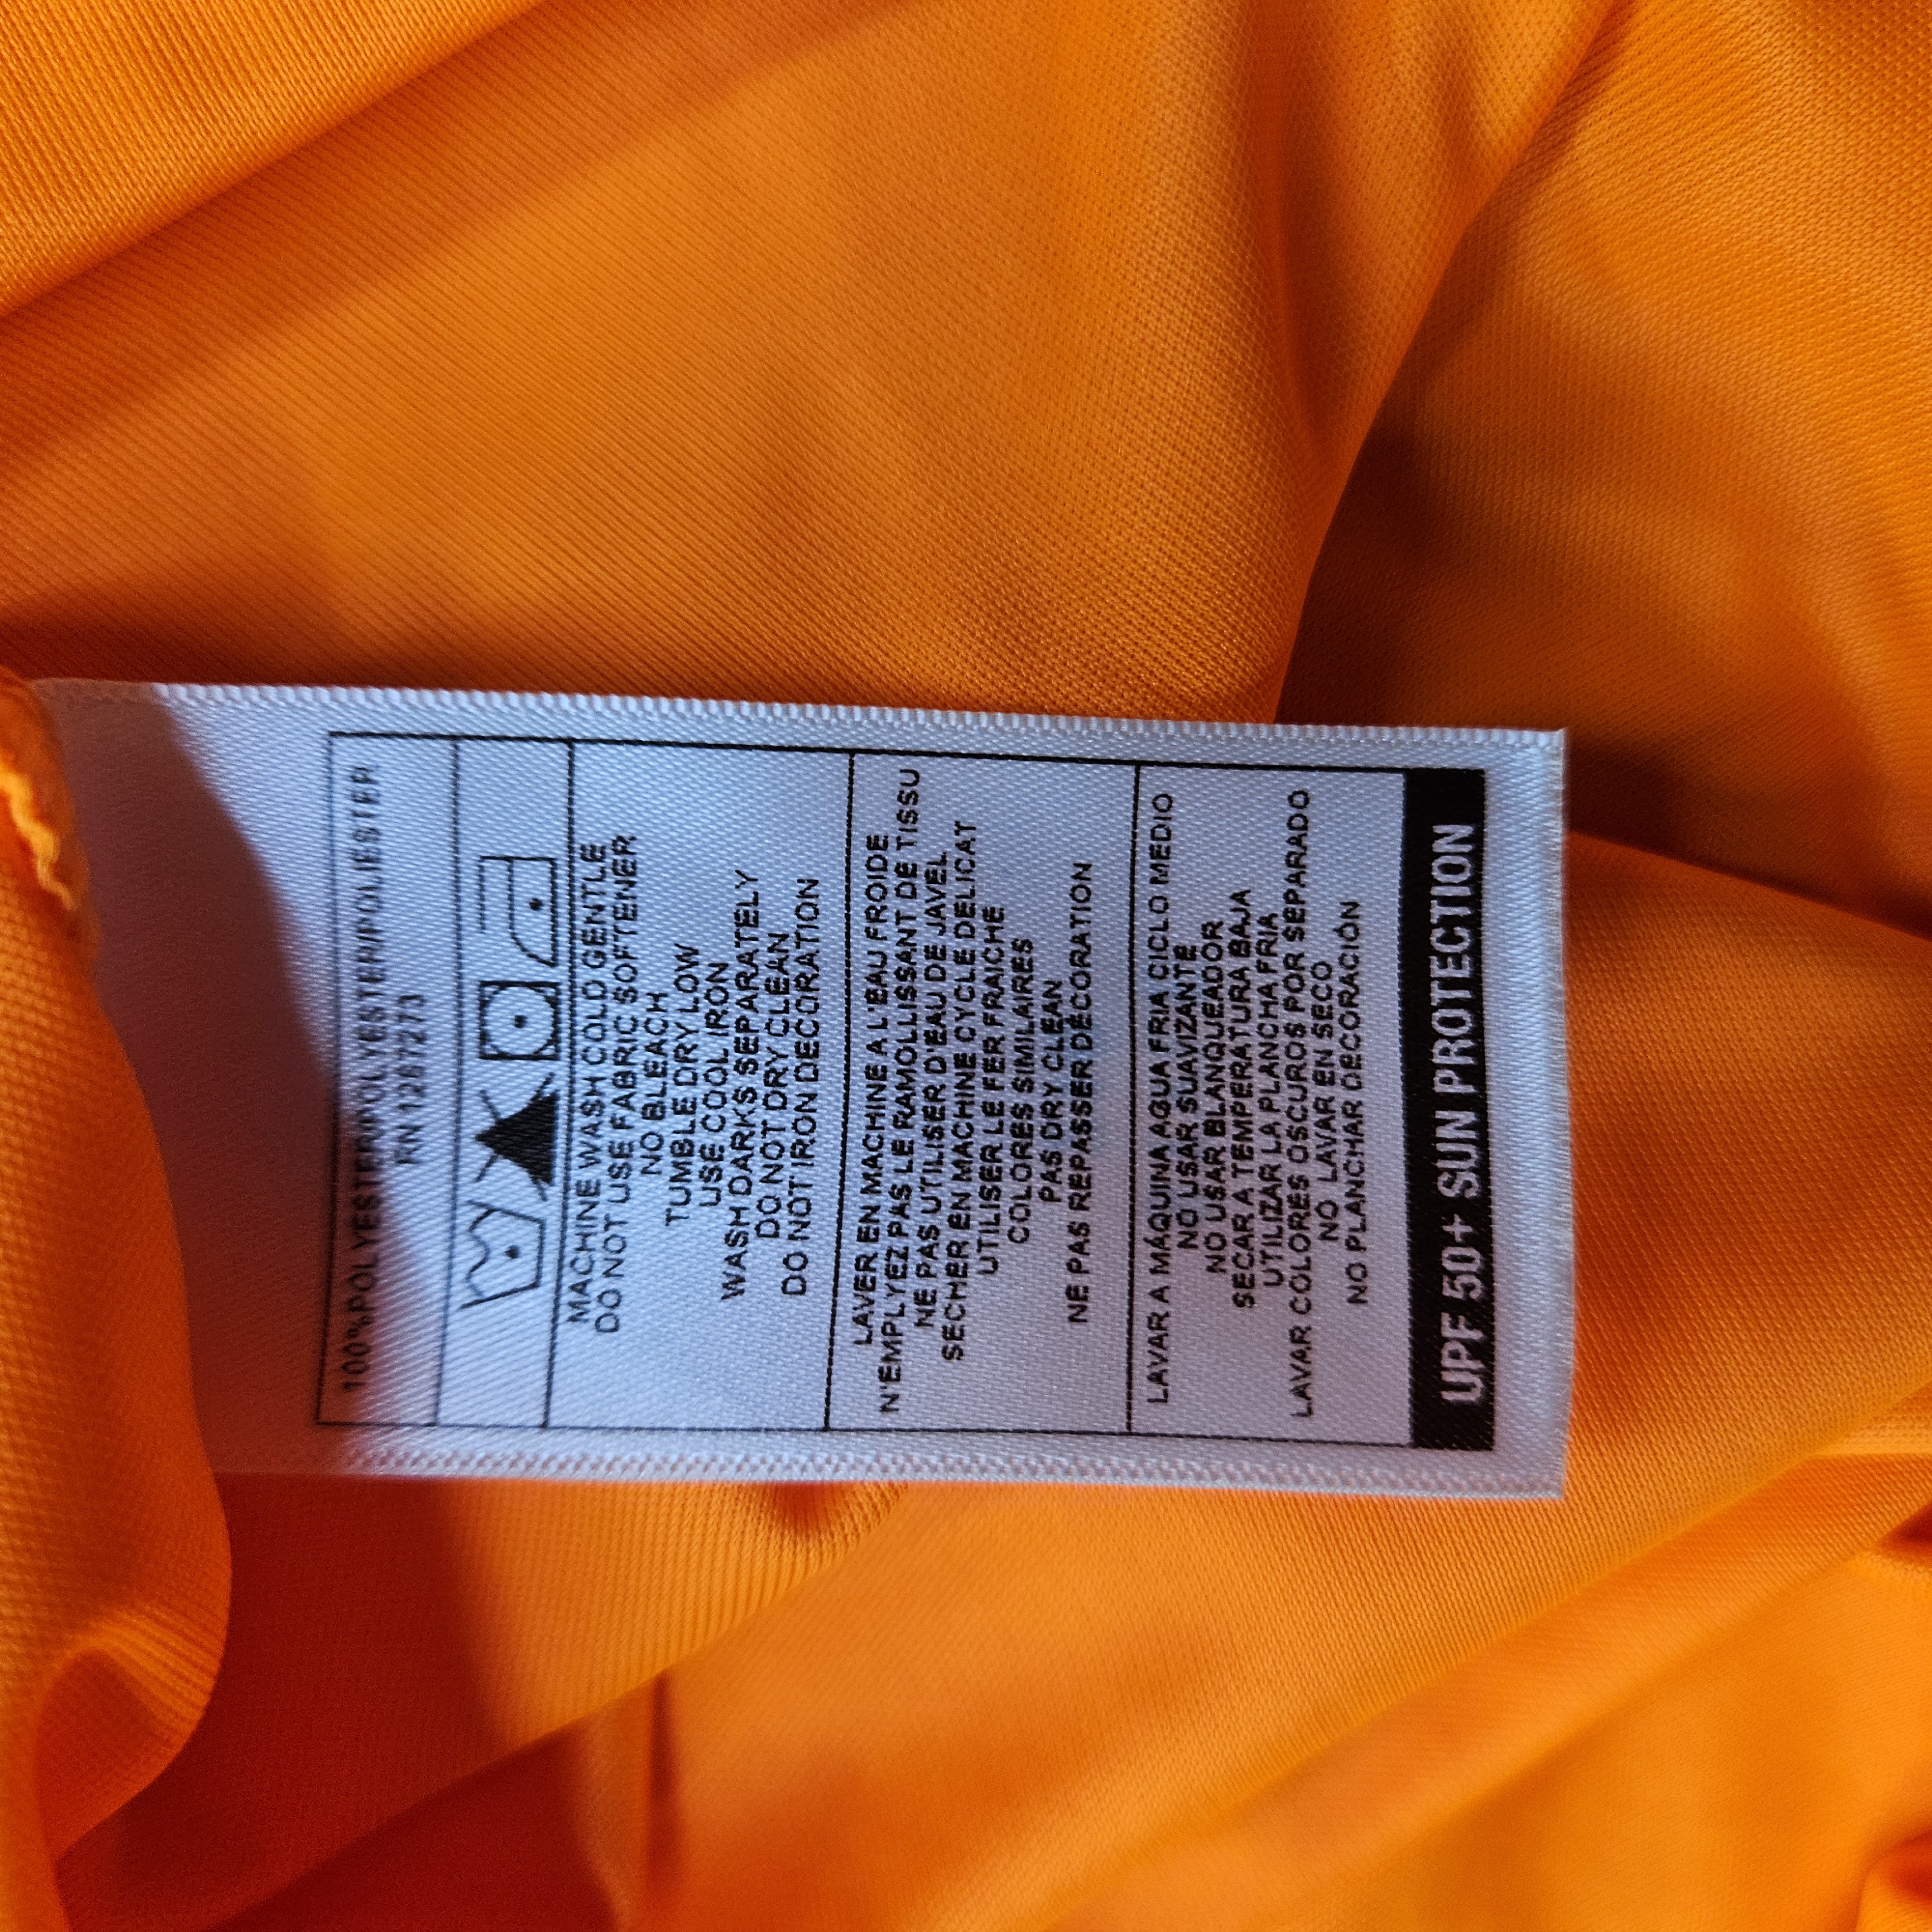 100%POLYESTER/POLYESTER/POLIESTER
RN 1287273
MACHINE WASH COLD GENTLE
DO NOT USE FABRIC SOFTENER
NO BLEACH
TUMBLE DRY LOW
USE COOL IRON
WASH DARKS SEPARATELY
DO NOT DRY CLEAN
DO NOT IRON DECORATION
LAVER EN MACHINE A L'EAU FROIDE
N'EMPLYEZ PAS LE RAMOLLISSANT DE TISSU
NE PAS UTILISER D'EAU DE JAVEL
SECHER EN MACHINE CYCLE DELICAT
UTILISER LE FER FRAICHE
COLORES SIMILAIRES
PAS DRY CLEAN
NE PAS REPASSER DÉCORATION
LAVAR A MÁQUINA AGUA FRIA CICLO MEDIO
NO USAR SUAVIZANTE
NO USAR BLANQUEADOR
SECAR A TEMPERATURA BAJA
UTILIZAR LA PLANCHA FRIA
LAVAR COLORES OSCUROS POR SEPARADO
NO LAVAR EN SECO
NO PLANCHAR DECORACIÓN
UPF 50+ SUN PROTECTION